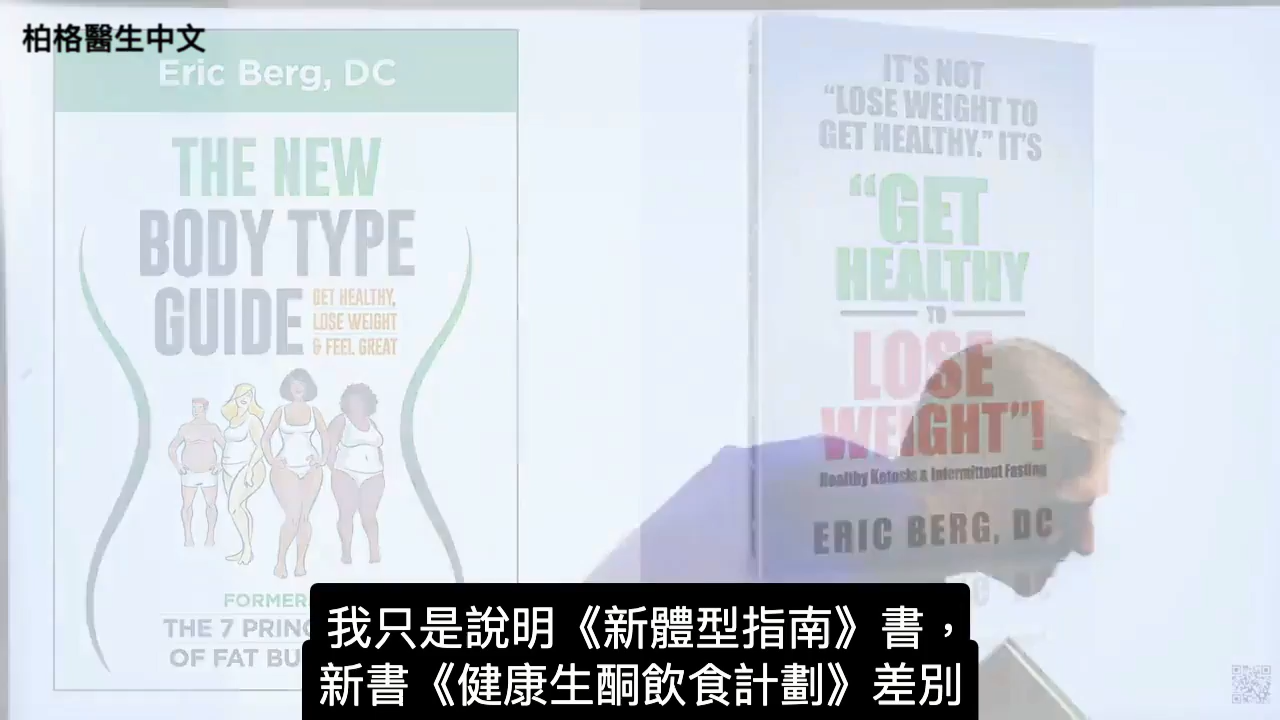 柏格醫生中文
Eric Berg, DC
THE NEW
BODY TYPE
GUIDE
GET HEALTHY,
LOSE WEIGHT
& FEEL GREAT
FORMER
THE 7 PRINC
OF FAT BU
IT'S NOT
"LOSE WEIGHT TO
GET HEALTHY." IT'S
"GET
HEALTHY
TO
LOSE
WEIGHT"!
Healthy Ketosis & Intermittent Fasting
ERIC BERG, DC
我只是說明《新體型指南》書，
新書《健康生酮飲食計劃》差別